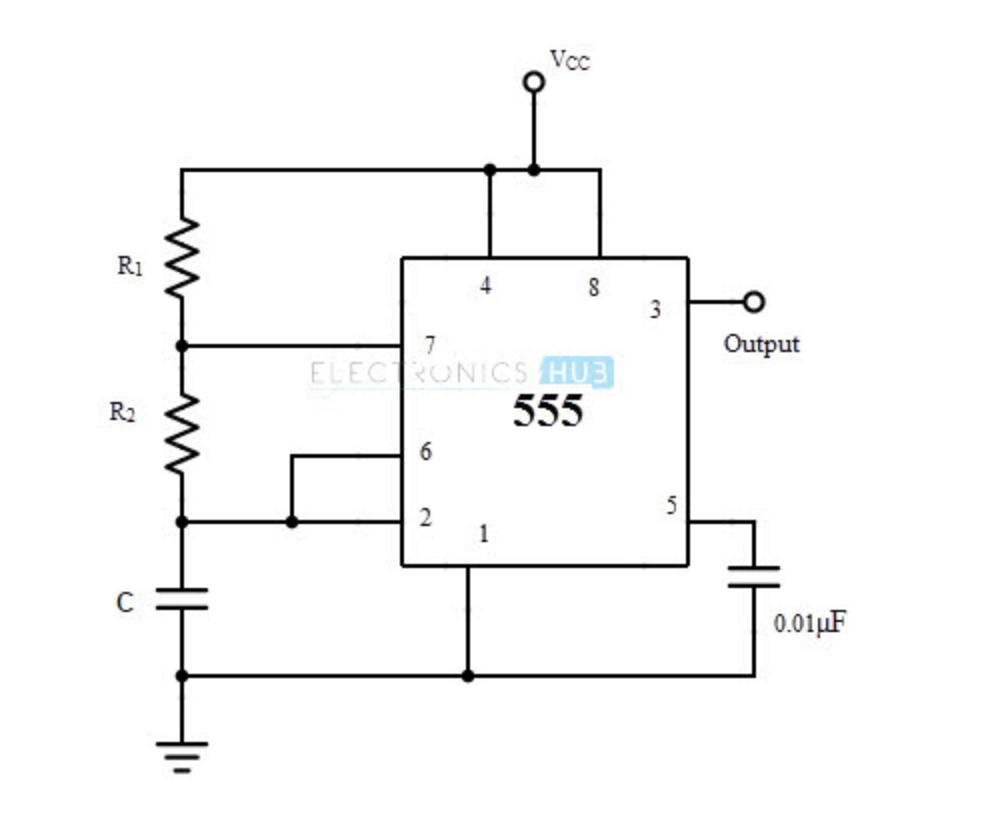 VCC
R1
4
8
3
Output
7
ELECTRONICS HUB
R2
555
6
2
5
1
C
0.01μF